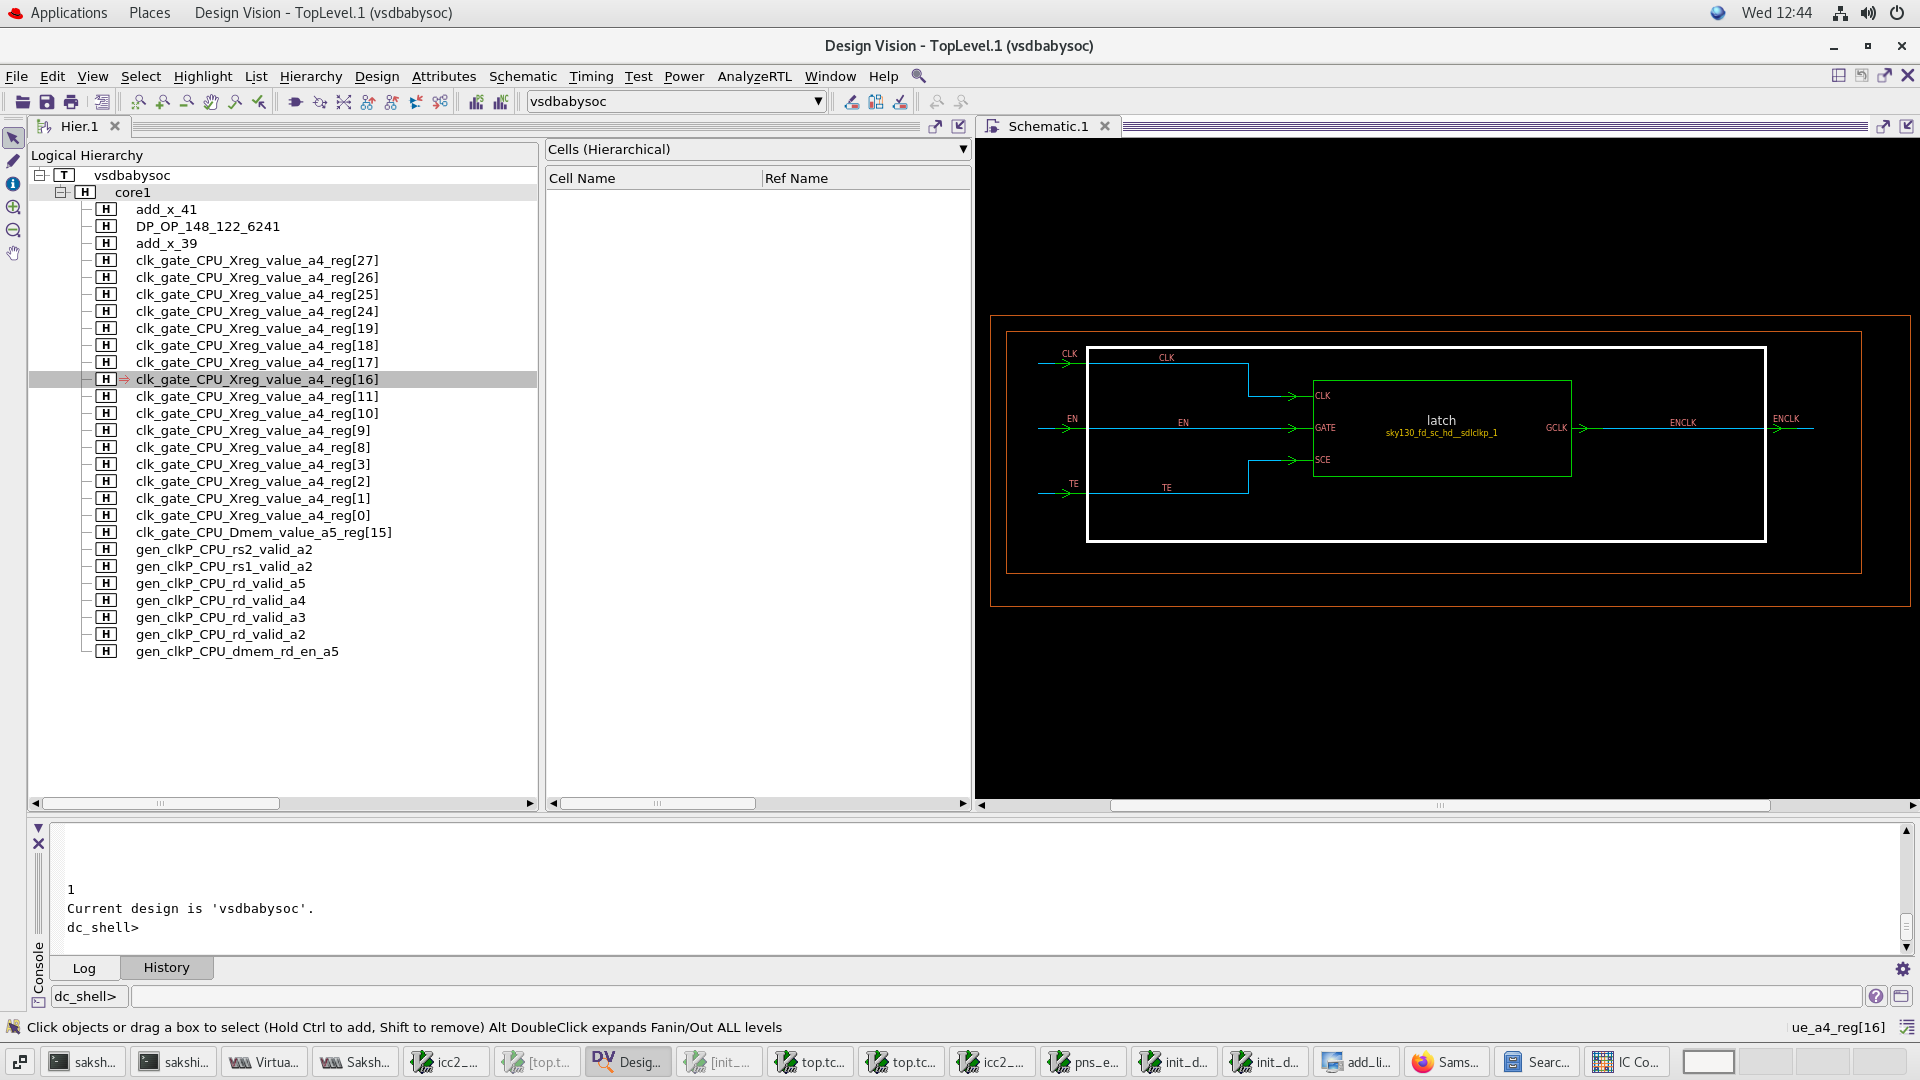 Applications Places Design Vision - TopLevel.1 (vsdbabysoc) Wed 12:44
Design Vision - TopLevel.1 (vsdbabysoc)
File Edit View Select Highlight List Hierarchy Design Attributes Schematic Timing Test Power AnalyzeRTL Window Help
vsdbabysoc
Hier.1
Schematic.1
Logical Hierarchy
T vsdbabysoc
H core1
H add_x_41
H DP_OP_148_122_6241
H add_x_39
H clk_gate_CPU_Xreg_value_a4_reg[27]
H clk_gate_CPU_Xreg_value_a4_reg[26]
H clk_gate_CPU_Xreg_value_a4_reg[25]
H clk_gate_CPU_Xreg_value_a4_reg[24]
H clk_gate_CPU_Xreg_value_a4_reg[19]
H clk_gate_CPU_Xreg_value_a4_reg[18]
H clk_gate_CPU_Xreg_value_a4_reg[17]
H clk_gate_CPU_Xreg_value_a4_reg[16]
H clk_gate_CPU_Xreg_value_a4_reg[11]
H clk_gate_CPU_Xreg_value_a4_reg[10]
H clk_gate_CPU_Xreg_value_a4_reg[9]
H clk_gate_CPU_Xreg_value_a4_reg[8]
H clk_gate_CPU_Xreg_value_a4_reg[3]
H clk_gate_CPU_Xreg_value_a4_reg[2]
H clk_gate_CPU_Xreg_value_a4_reg[1]
H clk_gate_CPU_Xreg_value_a4_reg[0]
H clk_gate_CPU_Dmem_value_a5_reg[15]
H gen_clkP_CPU_rs2_valid_a2
H gen_clkP_CPU_rs1_valid_a2
H gen_clkP_CPU_rd_valid_a5
H gen_clkP_CPU_rd_valid_a4
H gen_clkP_CPU_rd_valid_a3
H gen_clkP_CPU_rd_valid_a2
H gen_clkP_CPU_dmem_rd_en_a5
Cells (Hierarchical)
Cell Name Ref Name
CLK CLK
CLK
EN EN GATE latch GCLK ENCLK ENCLK
sky130_fd_sc_hd__sdlclkp_1
SCE
TE TE
1
Current design is 'vsdbabysoc'.
dc_shell>
Console
Log History
dc_shell>
Click objects or drag a box to select (Hold Ctrl to add, Shift to remove) Alt DoubleClick expands Fanin/Out ALL levels ue_a4_reg[16]
saksh... sakshi... Virtua... Saksh... icc2_... [top.t... DV Desig... [init_... top.tc... top.tc... icc2_... pns_e... init_d... init_d... add_li... Sams... Searc... IC Co...